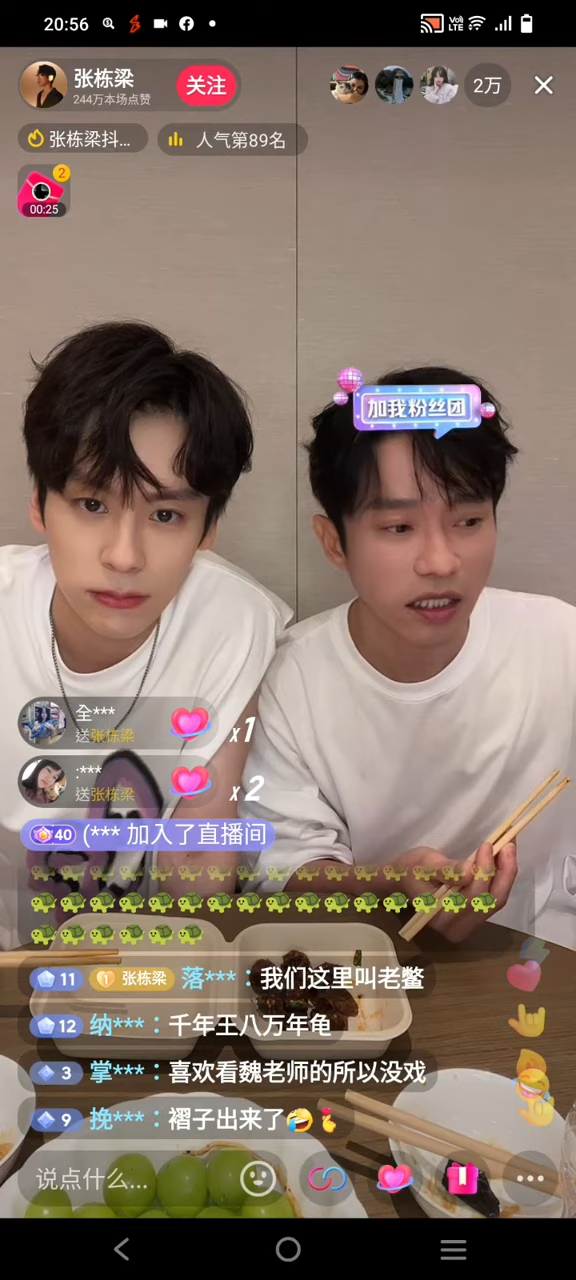 20:56
Vo)) LTE
张栋梁
244万本场点赞
关注
2万
张栋梁抖...
人气第89名
2
00:25
加我粉丝团
全***
送张栋梁
x1
:***
送张栋梁
x2
40 (*** 加入了直播间
11 1 张栋梁 落***：我们这里叫老鳖
12 纳***：千年王八万年龟
3 掌***：喜欢看魏老师的所以没戏
9 挽***：褶子出来了
说点什么...